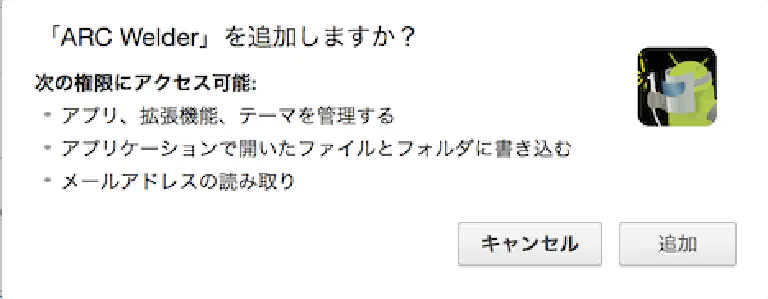 「ARC Welder」を追加しますか？
次の権限にアクセス可能:
アプリ、拡張機能、テーマを管理する
アプリケーションで開いたファイルとフォルダに書き込む
メールアドレスの読み取り
キャンセル 追加